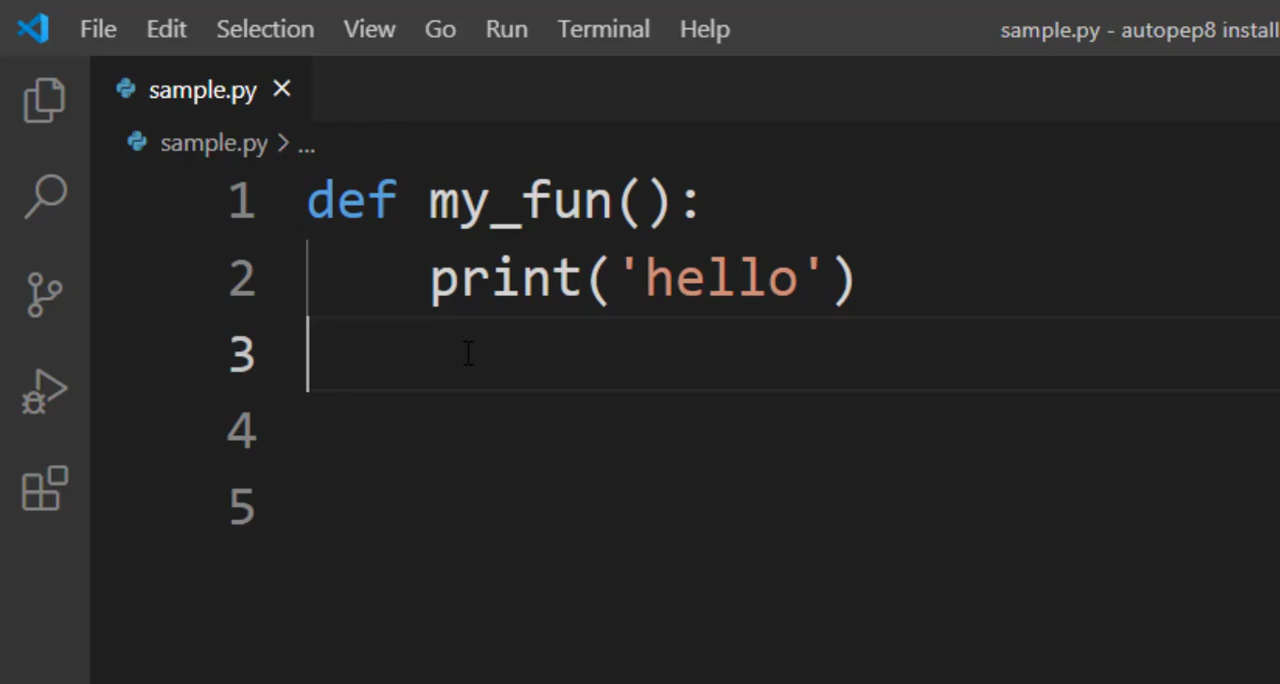 File Edit Selection View Go Run Terminal Help sample.py - autopep8 install
sample.py ×
sample.py > ...
1 def my_fun():
2     print('hello')
3
4
5